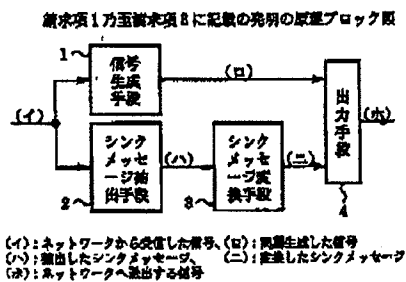 請求項1乃至請求項8に記載の発明の原理ブロック図
1
信号
生成
手段
(ロ)
(イ)
出力手段
(ホ)
シンク
メッセ
ージ抽
出手段
(ハ)
シンク
メッセ
ージ変
換手段
(ニ)
2
3
4
(イ):ネットワークから受信した信号、(ロ):同期生成した信号
(ハ):抽出したシンクメッセージ、 (ニ):変換したシンクメッセージ
(ホ):ネットワークへ送出する信号